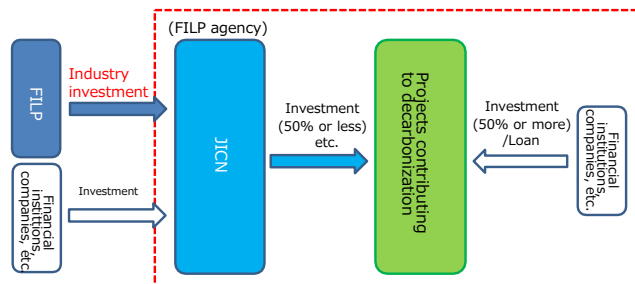 (FILP agency)
FILP
Industry
investment
JICN
Investment
(50% or less)
etc.
Projects contributing
to decarbonization
Investment
(50% or more)
/Loan
Financial
institutions,
companies, etc.
Financial
institutions,
companies, etc.
Investment